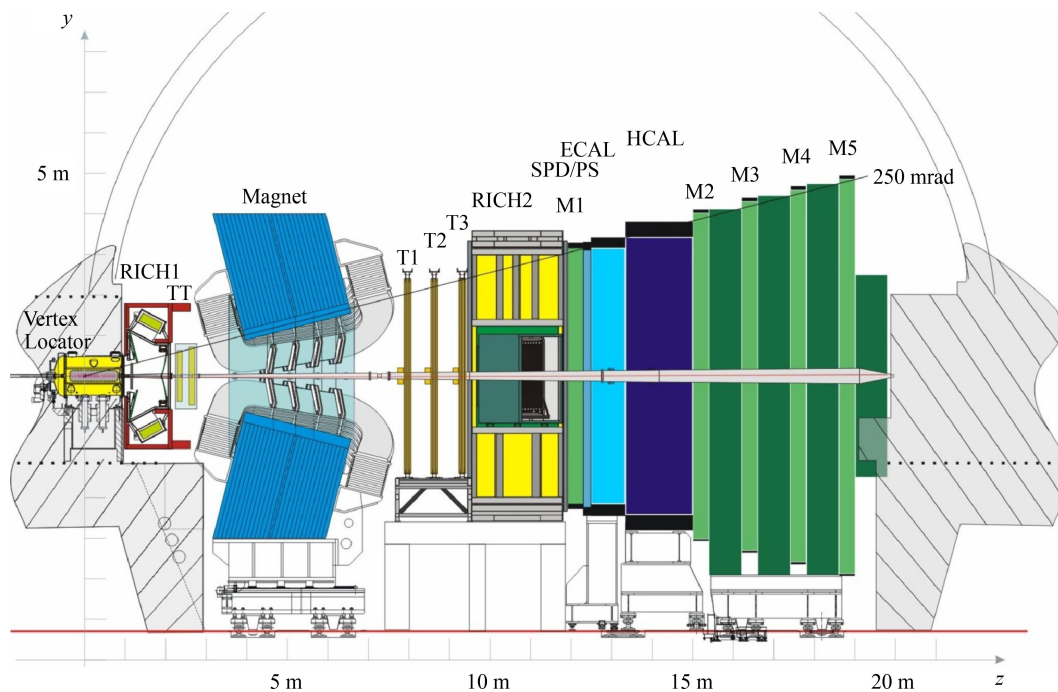 y
5 m
ECAL
HCAL
SPD/PS
M1
RICH2
M2
M3
M4
M5
250 mrad
Magnet
T1
T2
T3
RICH1
TT
Vertex
Locator
5 m
10 m
15 m
20 m
z